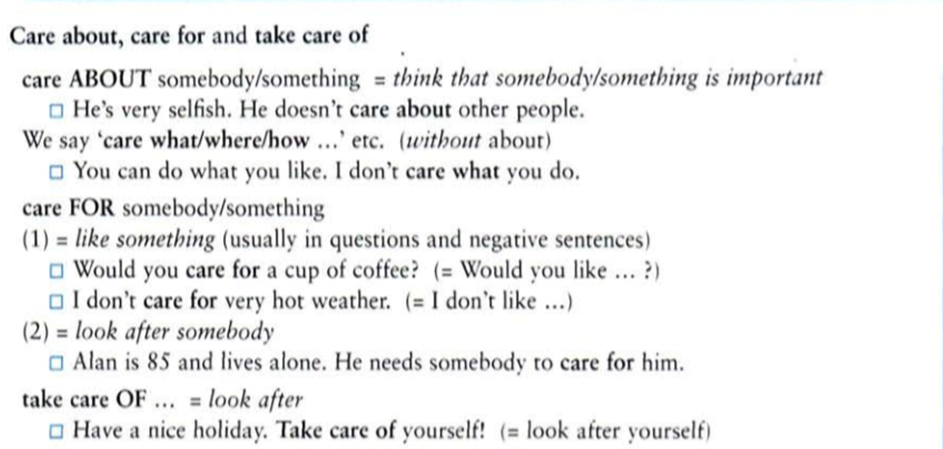 Care about, care for and take care of
care ABOUT somebody/something = think that somebody/something is important
□ He's very selfish. He doesn't care about other people.
We say ‘care what/where/how ...’ etc. (without about)
□ You can do what you like. I don't care what you do.
care FOR somebody/something
(1) = like something (usually in questions and negative sentences)
□ Would you care for a cup of coffee? (= Would you like ... ?)
□ I don't care for very hot weather. (= I don't like ...)
(2) = look after somebody
□ Alan is 85 and lives alone. He needs somebody to care for him.
take care OF ... = look after
□ Have a nice holiday. Take care of yourself! (= look after yourself)